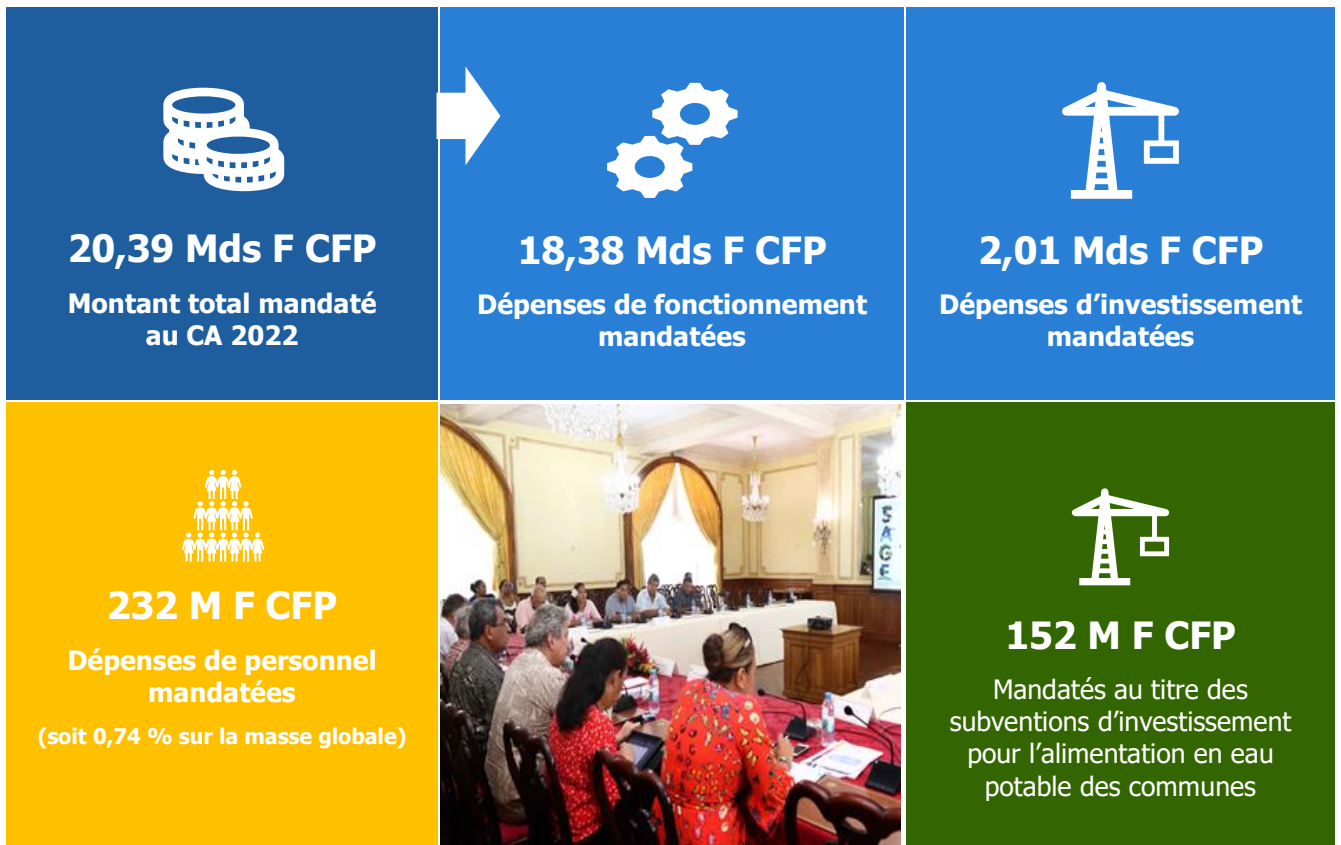 20,39 Mds F CFP
Montant total mandaté
au CA 2022
18,38 Mds F CFP
Dépenses de fonctionnement
mandatées
2,01 Mds F CFP
Dépenses d’investissement
mandatées
232 M F CFP
Dépenses de personnel
mandatées
(soit 0,74 % sur la masse globale)
SAGE
152 M F CFP
Mandatés au titre des
subventions d’investissement
pour l’alimentation en eau
potable des communes